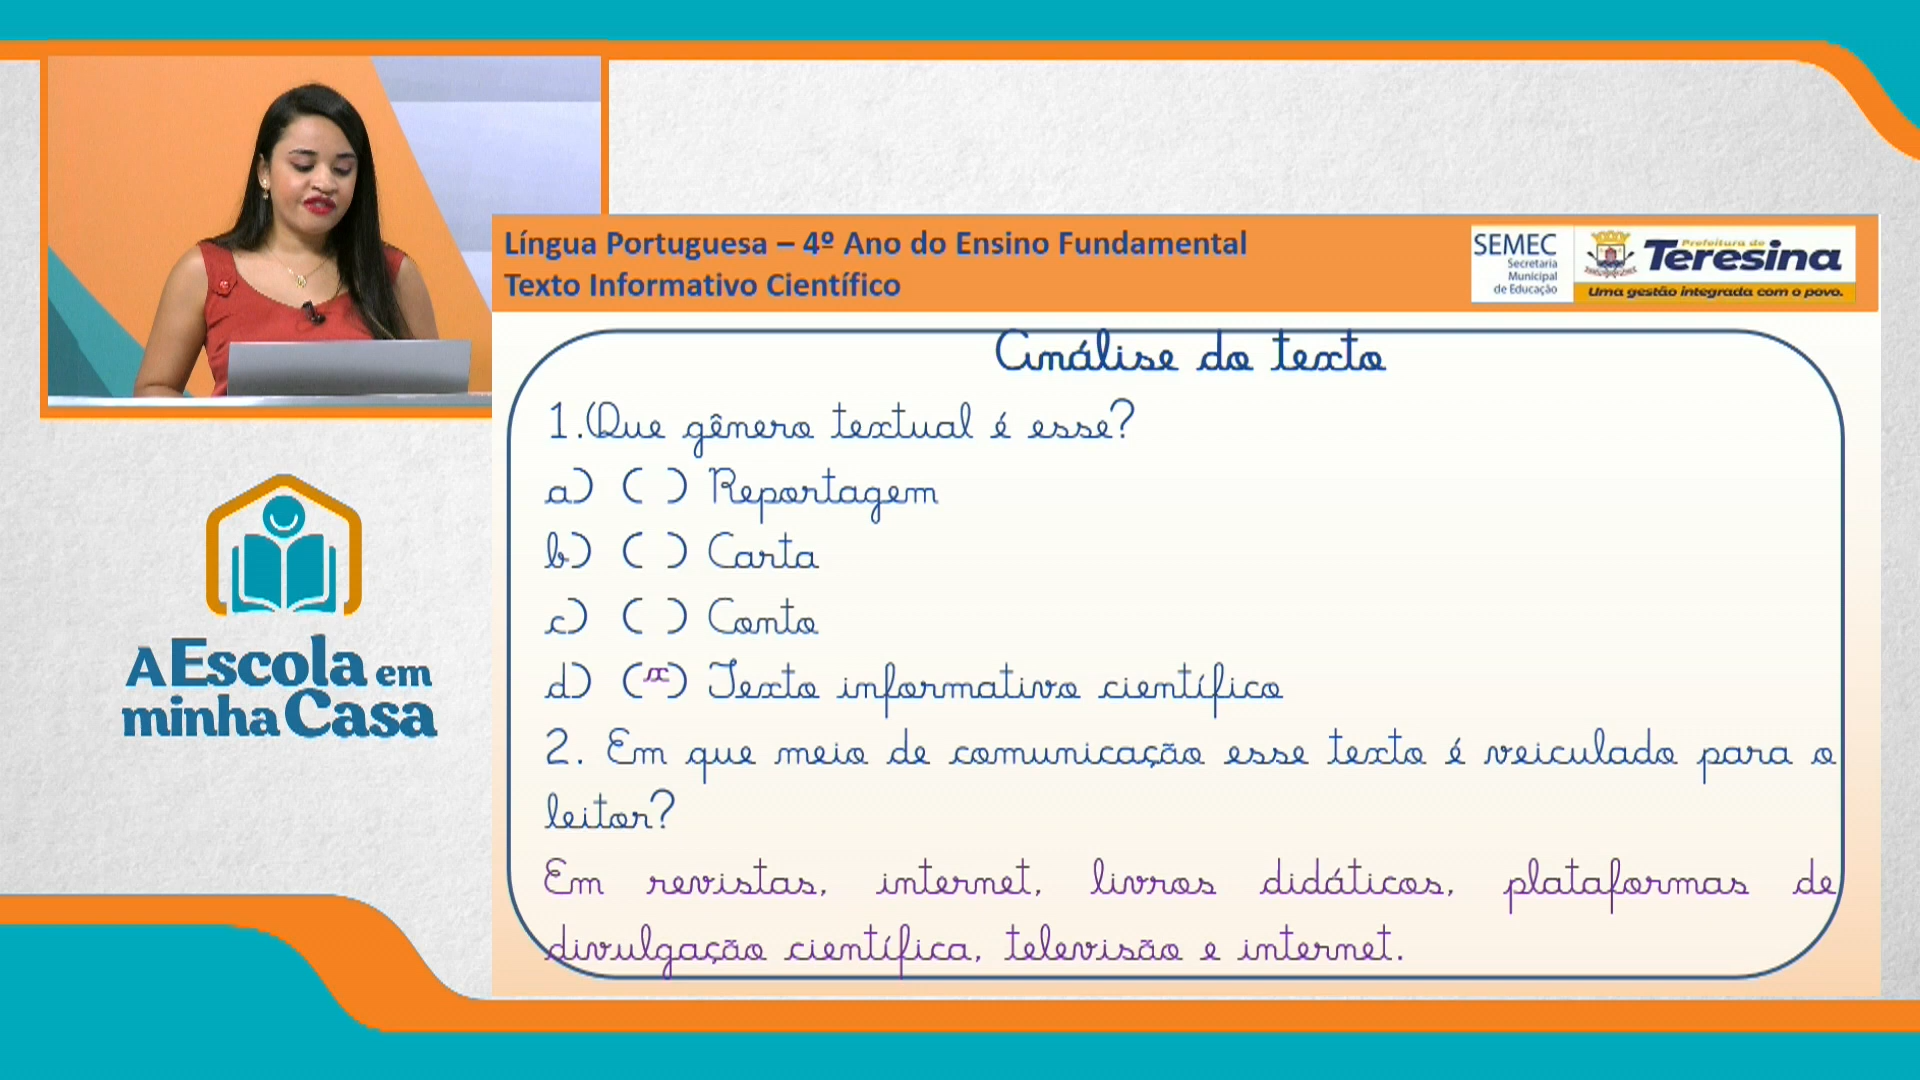 Língua Portuguesa – 4º Ano do Ensino Fundamental
Texto Informativo Científico
SEMEC
Secretaria
Municipal
de Educação
Prefeitura de
Teresina
Uma gestão integrada com o povo.
Análise do texto
1.Que gênero textual é esse?
a) ( ) Reportagem
b) ( ) Carta
c) ( ) Conto
d) (x) Texto informativo científico
2. Em que meio de comunicação esse texto é veiculado para o
leitor?
Em revistas, internet, livros didáticos, plataformas de
divulgação científica, televisão e internet.
A Escola em
minha Casa